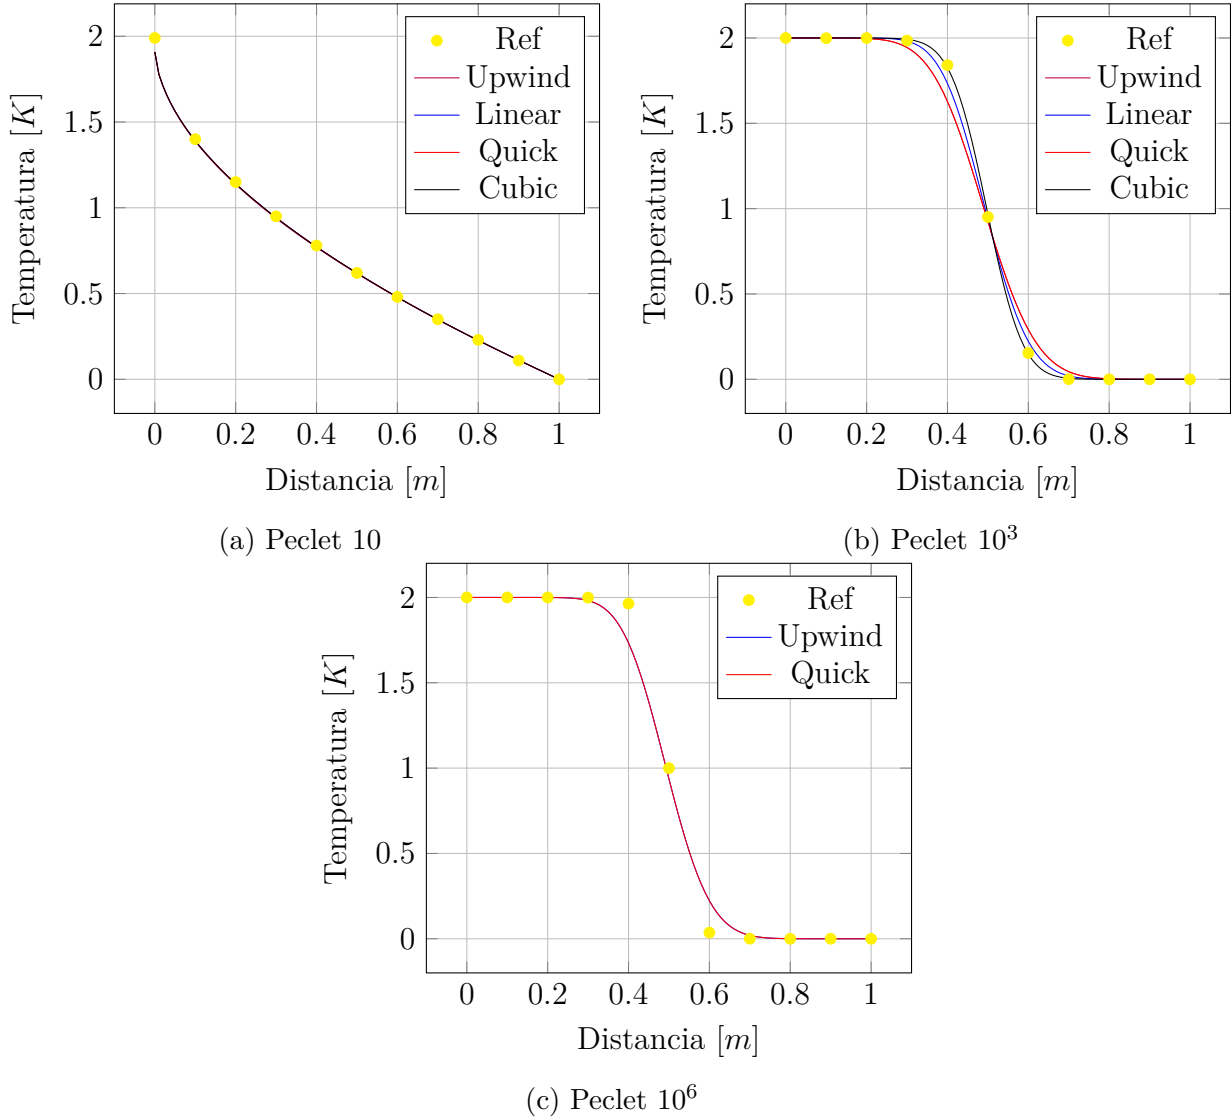 Ref
Upwind
Linear
Quick
Cubic
2
1.5
1
0.5
0
0 0.2 0.4 0.6 0.8 1
Temperatura [K]
Distancia [m]
(a) Peclet 10
Ref
Upwind
Linear
Quick
Cubic
2
1.5
1
0.5
0
0 0.2 0.4 0.6 0.8 1
Temperatura [K]
Distancia [m]
(b) Peclet 10³
Ref
Upwind
Quick
2
1.5
1
0.5
0
0 0.2 0.4 0.6 0.8 1
Temperatura [K]
Distancia [m]
(c) Peclet 10⁶